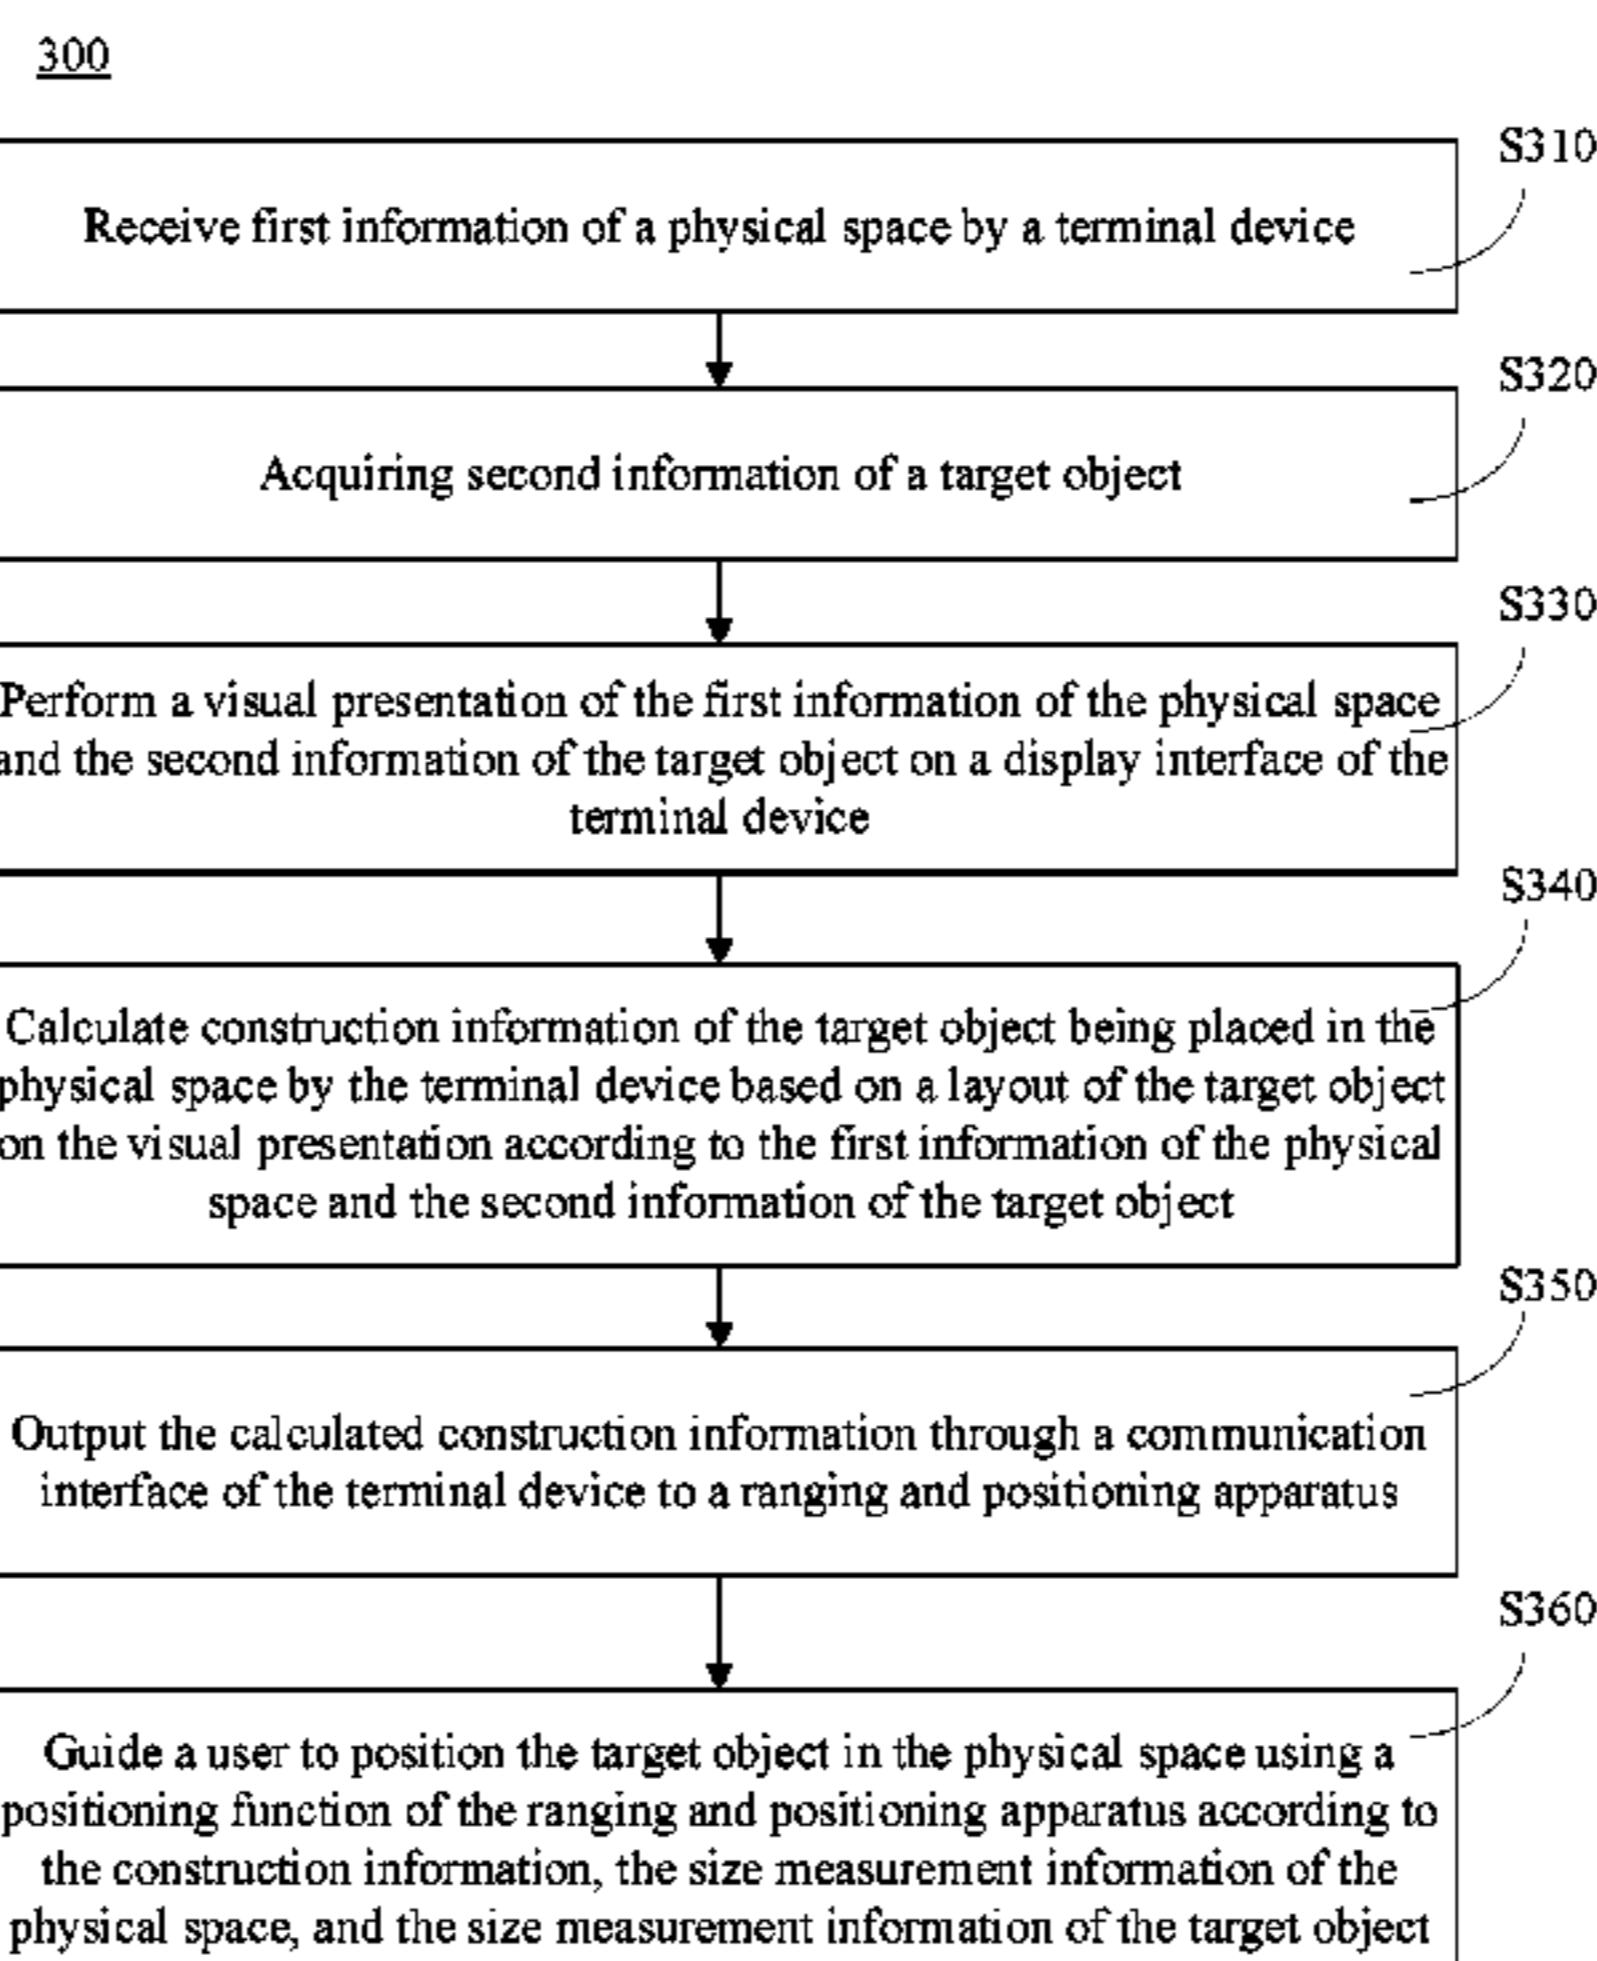 300
S310
Receive first information of a physical space by a terminal device
S320
Acquiring second information of a target object
S330
Perform a visual presentation of the first information of the physical space
and the second information of the target object on a display interface of the
terminal device
S340
Calculate construction information of the target object being placed in the
physical space by the terminal device based on a layout of the target object
on the visual presentation according to the first information of the physical
space and the second information of the target object
S350
Output the calculated construction information through a communication
interface of the terminal device to a ranging and positioning apparatus
S360
Guide a user to position the target object in the physical space using a
positioning function of the ranging and positioning apparatus according to
the construction information, the size measurement information of the
physical space, and the size measurement information of the target object